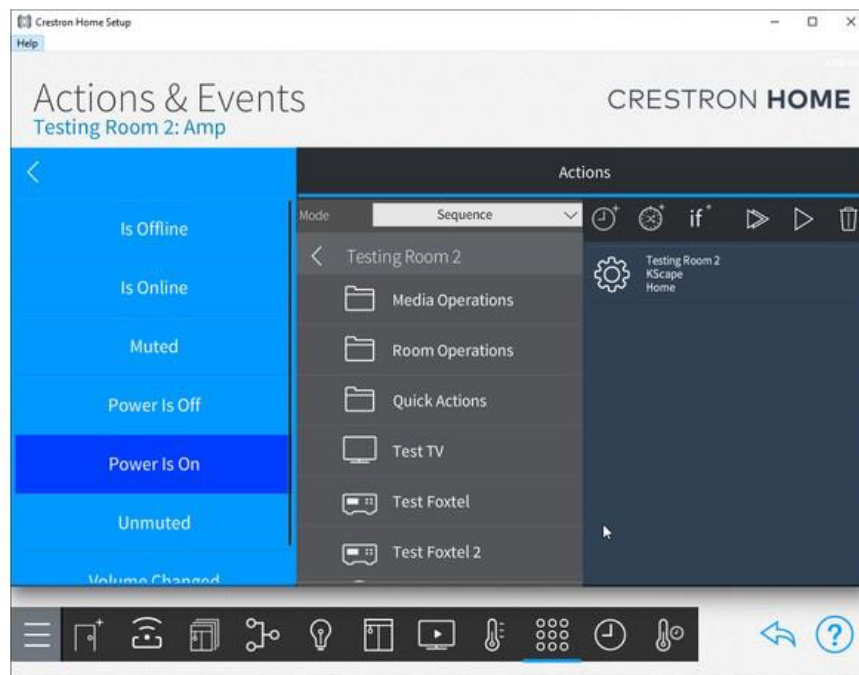 Crestron Home Setup
Help
Actions & Events
CRESTRON HOME
Testing Room 2: Amp
Actions
Is Offline
Is Online
Muted
Power Is Off
Power Is On
Unmuted
Volume Changed
Mode
Sequence
Testing Room 2
Media Operations
Room Operations
Quick Actions
Test TV
Test Foxtel
Test Foxtel 2
if+
Testing Room 2
KScape
Home
?